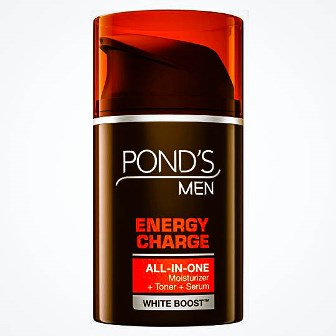 POND'S
MEN
ENERGY
CHARGE
ALL-IN-ONE
Moisturizer
+ Toner + Serum
WHITE BOOST™